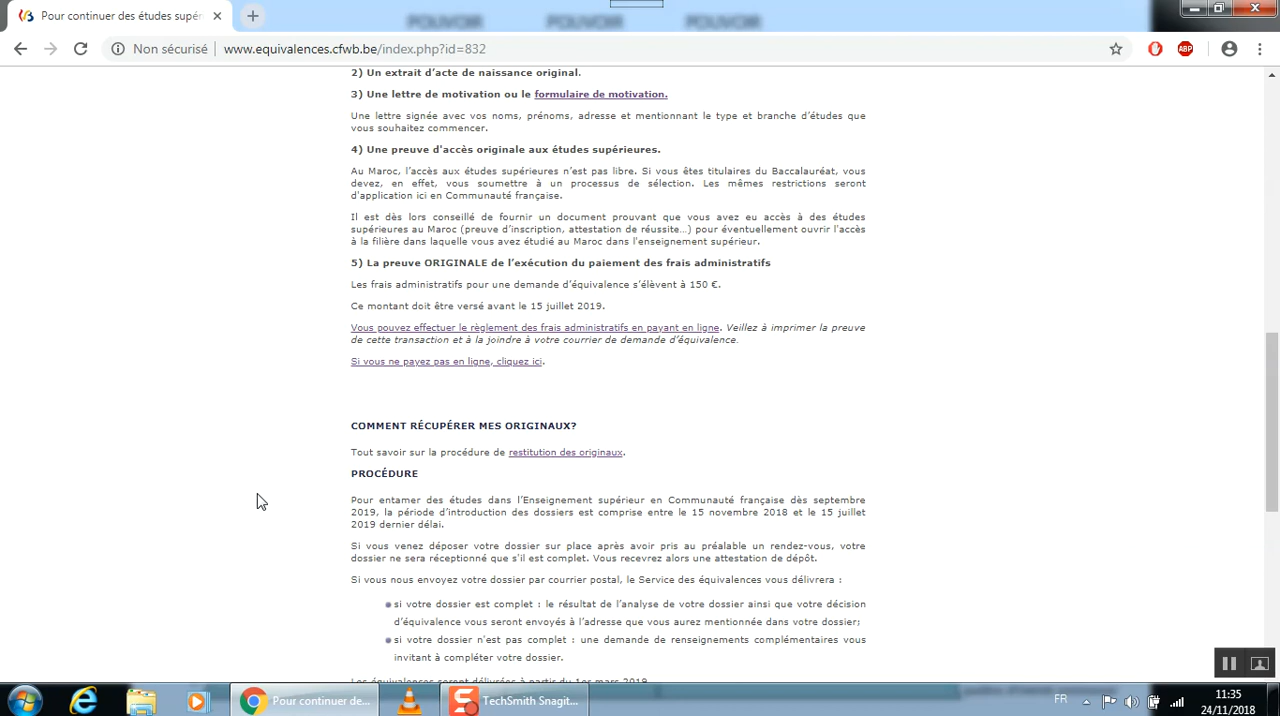 POUVOIR POUVOIR POUVOIR
Pour continuer des études supér
Non sécurisé www.equivalences.cfwb.be/index.php?id=832
ABP
2) Un extrait d’acte de naissance original.
3) Une lettre de motivation ou le formulaire de motivation.
Une lettre signée avec vos noms, prénoms, adresse et mentionnant le type et branche d’études que
vous souhaitez commencer.
4) Une preuve d'accès originale aux études supérieures.
Au Maroc, l’accès aux études supérieures n’est pas libre. Si vous êtes titulaires du Baccalauréat, vous
devez, en effet, vous soumettre à un processus de sélection. Les mêmes restrictions seront
d'application ici en Communauté française.
Il est dès lors conseillé de fournir un document prouvant que vous avez eu accès à des études
supérieures au Maroc (preuve d’inscription, attestation de réussite…) pour éventuellement ouvrir l'accès
à la filière dans laquelle vous avez étudié au Maroc dans l'enseignement supérieur.
5) La preuve ORIGINALE de l’exécution du paiement des frais administratifs
Les frais administratifs pour une demande d’équivalence s’élèvent à 150 €.
Ce montant doit être versé avant le 15 juillet 2019.
Vous pouvez effectuer le règlement des frais administratifs en payant en ligne. Veillez à imprimer la preuve
de cette transaction et à la joindre à votre courrier de demande d’équivalence.
Si vous ne payez pas en ligne, cliquez ici.
COMMENT RÉCUPÉRER MES ORIGINAUX?
Tout savoir sur la procédure de restitution des originaux.
PROCÉDURE
Pour entamer des études dans l’Enseignement supérieur en Communauté française dès septembre
2019, la période d’introduction des dossiers est comprise entre le 15 novembre 2018 et le 15 juillet
2019 dernier délai.
Si vous venez déposer votre dossier sur place après avoir pris au préalable un rendez-vous, votre
dossier ne sera réceptionné que s'il est complet. Vous recevrez alors une attestation de dépôt.
Si vous nous envoyez votre dossier par courrier postal, le Service des équivalences vous délivrera :
si votre dossier est complet : le résultat de l’analyse de votre dossier ainsi que votre décision
d’équivalence vous seront envoyés à l’adresse que vous aurez mentionnée dans votre dossier;
si votre dossier n'est pas complet : une demande de renseignements complémentaires vous
invitant à compléter votre dossier.
Les équivalences seront délivrées à partir du 1er mars 2019
Pour continuer de... TechSmith Snagit... FR 11:35
24/11/2018